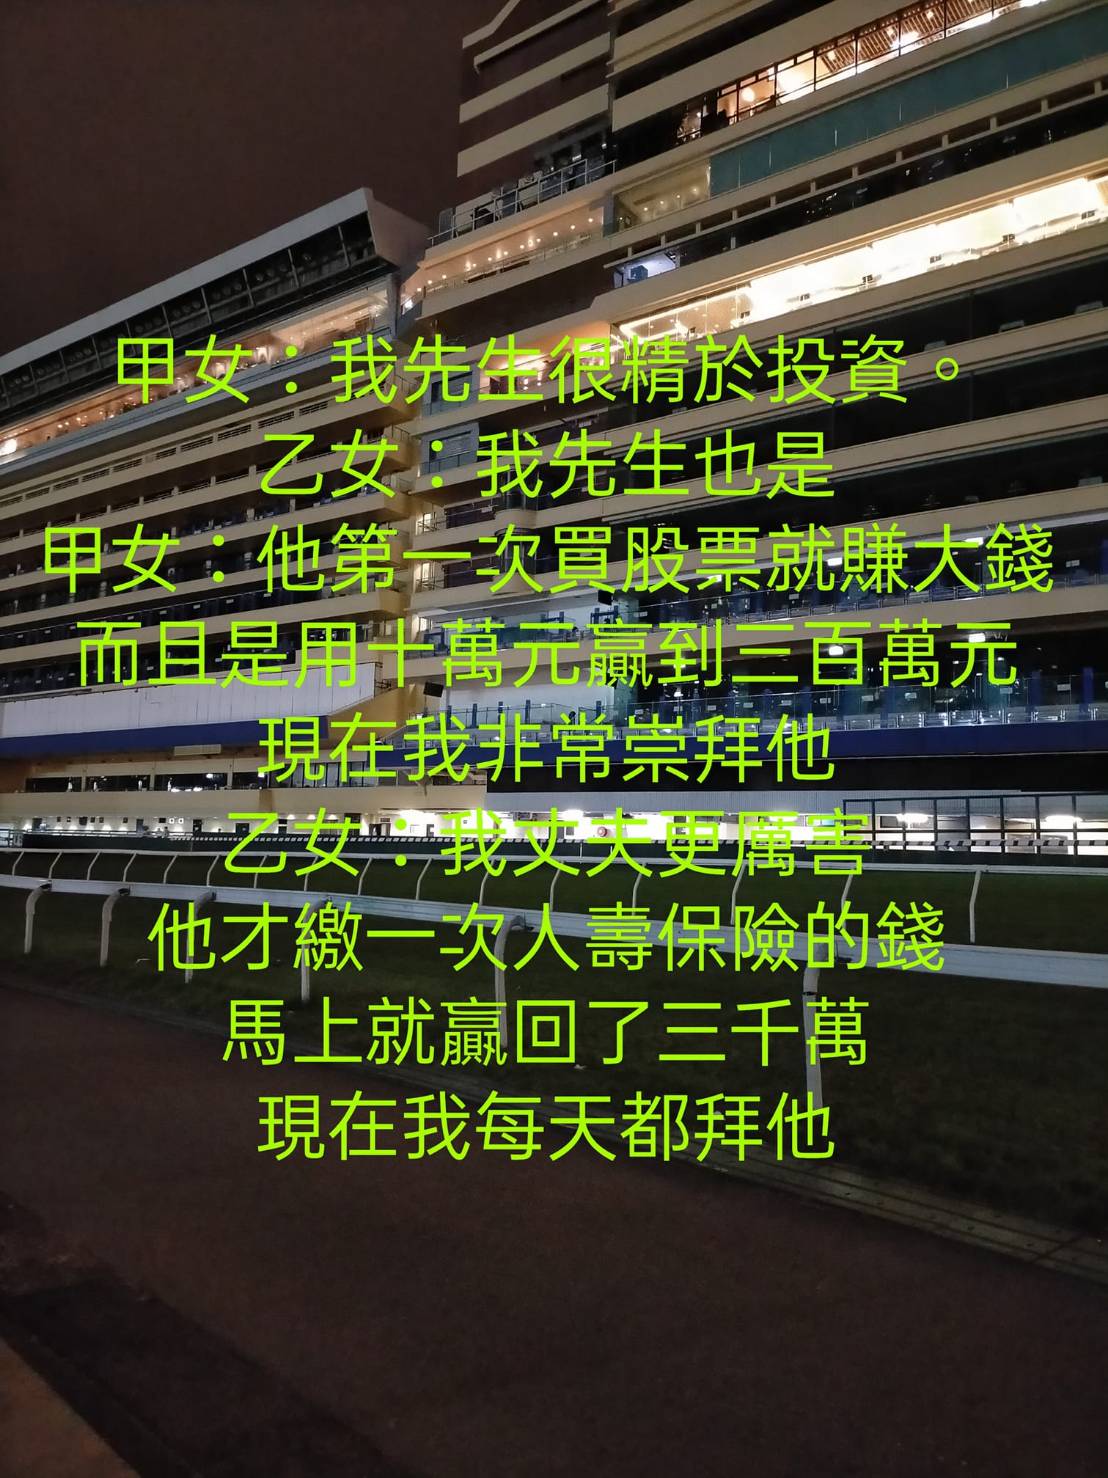 甲女：我先生很精於投資。
乙女：我先生也是
甲女：他第一次買股票就賺大錢
而且是用十萬元贏到三百萬元
現在我非常崇拜他
乙女：我丈夫更厲害
他才繳一次人壽保險的錢
馬上就贏回了三千萬
現在我每天都拜他